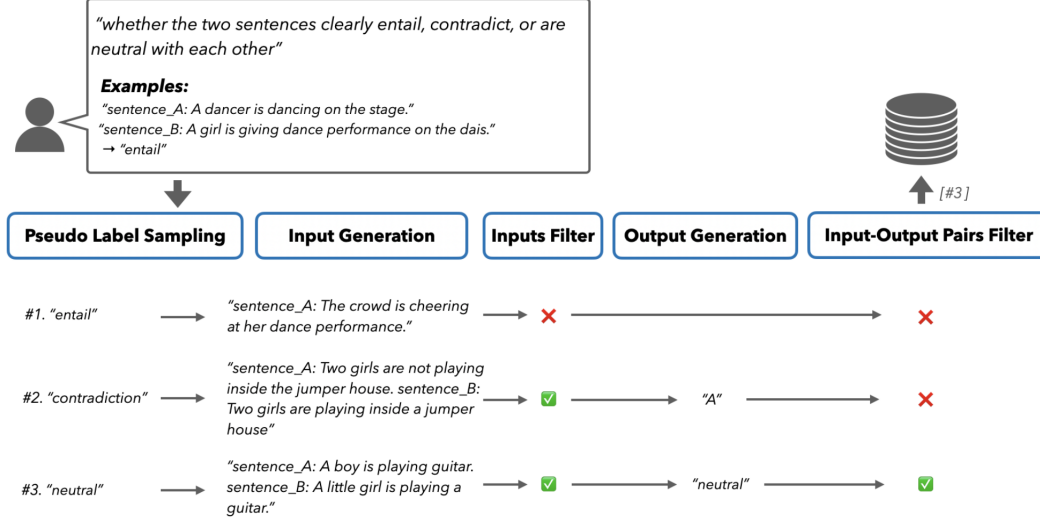 “whether the two sentences clearly entail, contradict, or are
neutral with each other”
Examples:
“sentence_A: A dancer is dancing on the stage.”
“sentence_B: A girl is giving dance performance on the dais.”
→ “entail”
[#3]
Pseudo Label Sampling
Input Generation
Inputs Filter
Output Generation
Input-Output Pairs Filter
#1. “entail”
“sentence_A: The crowd is cheering
at her dance performance.”
#2. “contradiction”
“sentence_A: Two girls are not playing
inside the jumper house. sentence_B:
Two girls are playing inside a jumper
house”
“A”
#3. “neutral”
“sentence_A: A boy is playing guitar.
sentence_B: A little girl is playing a
guitar.”
“neutral”